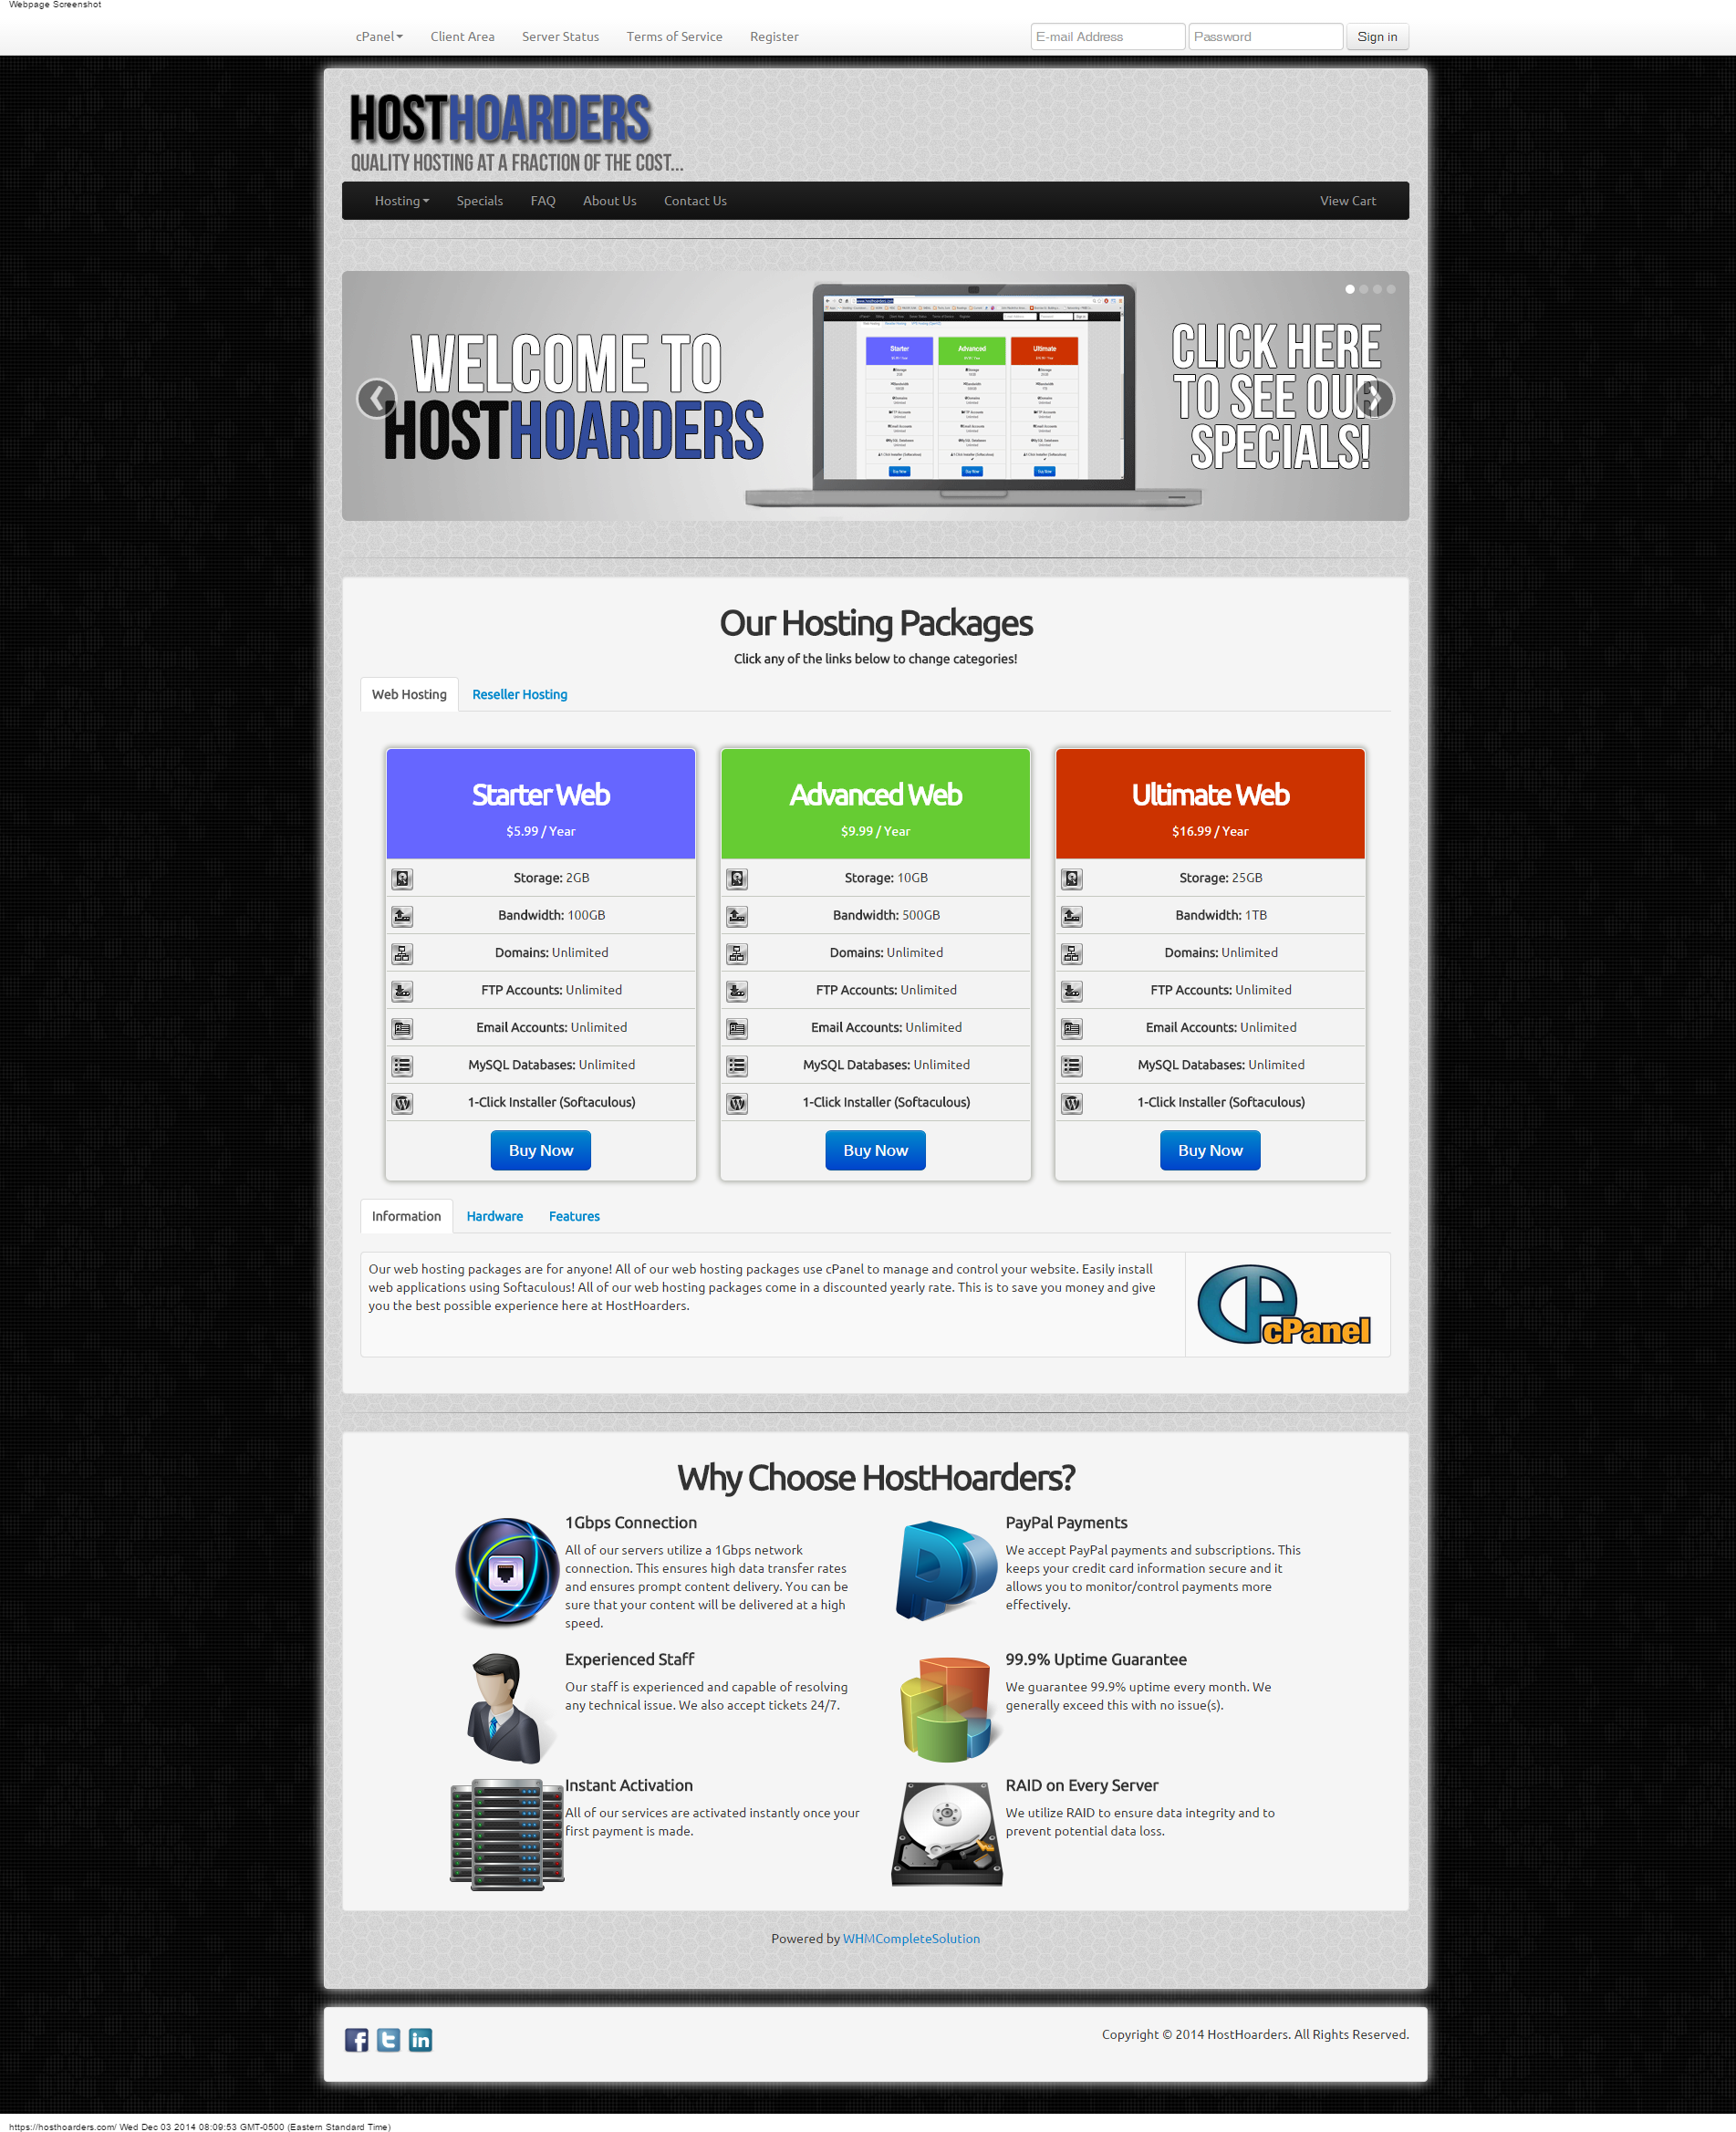 Webpage Screenshot
cPanel Client Area Server Status Terms of Service Register E-mail Address Password Sign in
HOSTHOARDERS
QUALITY HOSTING AT A FRACTION OF THE COST...
Hosting Specials FAQ About Us Contact Us View Cart
WELCOME TO
HOSTHOARDERS
Starter Advanced Ultimate
Buy Now Buy Now Buy Now
CLICK HERE
TO SEE OUR
SPECIALS!
Our Hosting Packages
Click any of the links below to change categories!
Web Hosting Reseller Hosting
Starter Web
$5.99 / Year
Storage: 2GB
Bandwidth: 100GB
Domains: Unlimited
FTP Accounts: Unlimited
Email Accounts: Unlimited
MySQL Databases: Unlimited
1-Click Installer (Softaculous)
Buy Now
Advanced Web
$9.99 / Year
Storage: 10GB
Bandwidth: 500GB
Domains: Unlimited
FTP Accounts: Unlimited
Email Accounts: Unlimited
MySQL Databases: Unlimited
1-Click Installer (Softaculous)
Buy Now
Ultimate Web
$16.99 / Year
Storage: 25GB
Bandwidth: 1TB
Domains: Unlimited
FTP Accounts: Unlimited
Email Accounts: Unlimited
MySQL Databases: Unlimited
1-Click Installer (Softaculous)
Buy Now
Information Hardware Features
Our web hosting packages are for anyone! All of our web hosting packages use cPanel to manage and control your website. Easily install
web applications using Softaculous! All of our web hosting packages come in a discounted yearly rate. This is to save you money and give
you the best possible experience here at HostHoarders.
cPanel
Why Choose HostHoarders?
1Gbps Connection
All of our servers utilize a 1Gbps network
connection. This ensures high data transfer rates
and ensures prompt content delivery. You can be
sure that your content will be delivered at a high
speed.
PayPal Payments
We accept PayPal payments and subscriptions. This
keeps your credit card information secure and it
allows you to monitor/control payments more
effectively.
Experienced Staff
Our staff is experienced and capable of resolving
any technical issue. We also accept tickets 24/7.
99.9% Uptime Guarantee
We guarantee 99.9% uptime every month. We
generally exceed this with no issue(s).
Instant Activation
All of our services are activated instantly once your
first payment is made.
RAID on Every Server
We utilize RAID to ensure data integrity and to
prevent potential data loss.
Powered by WHMCompleteSolution
Copyright © 2014 HostHoarders. All Rights Reserved.
https://hosthoarders.com/ Wed Dec 03 2014 08:09:53 GMT-0500 (Eastern Standard Time)